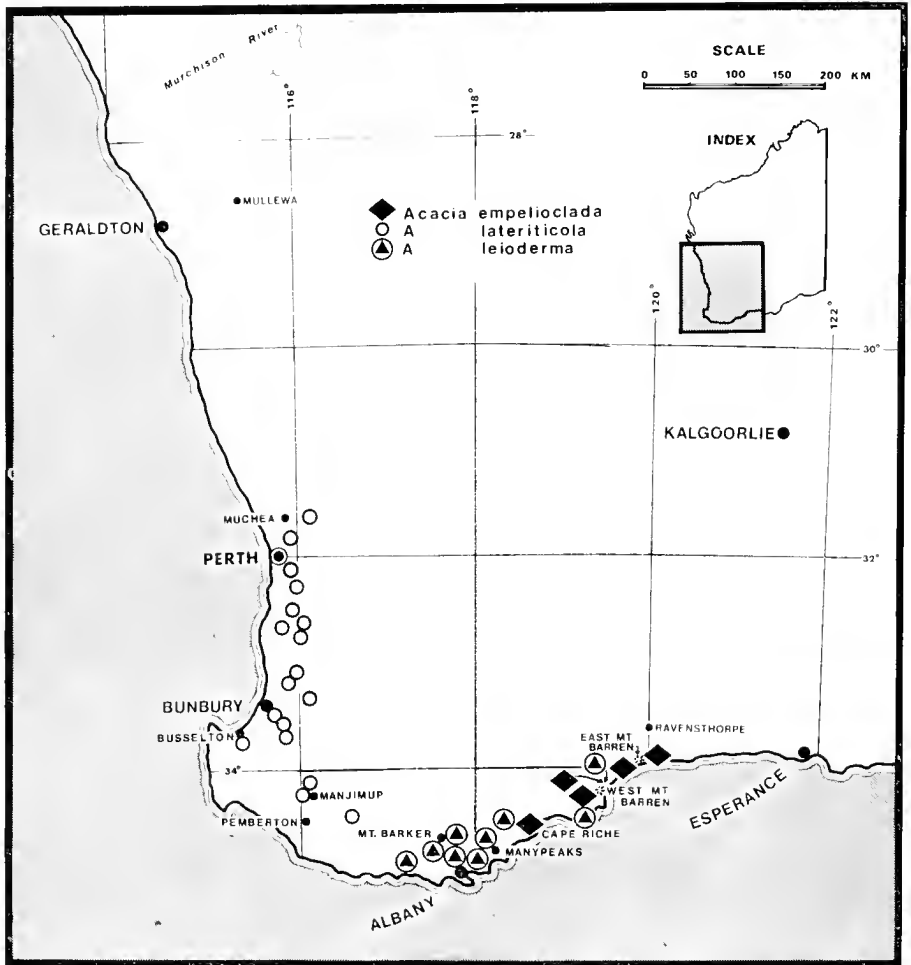 Murchison River
SCALE
0 50 100 150 200 KM
116°
118°
28°
INDEX
MULLEWA
Acacia empelioclada
A lateriticola
A leioderma
GERALDTON
120°
122°
30°
KALGOORLIE
MUCHEA
PERTH
32°
BUNBURY
RAVENSTHORPE
EAST MT
BARREN
BUSSELTON
34°
WEST MT
BARREN
ESPERANCE
MANJIMUP
PEMBERTON
MT. BARKER
CAPE RICHE
MANYPEAKS
ALBANY